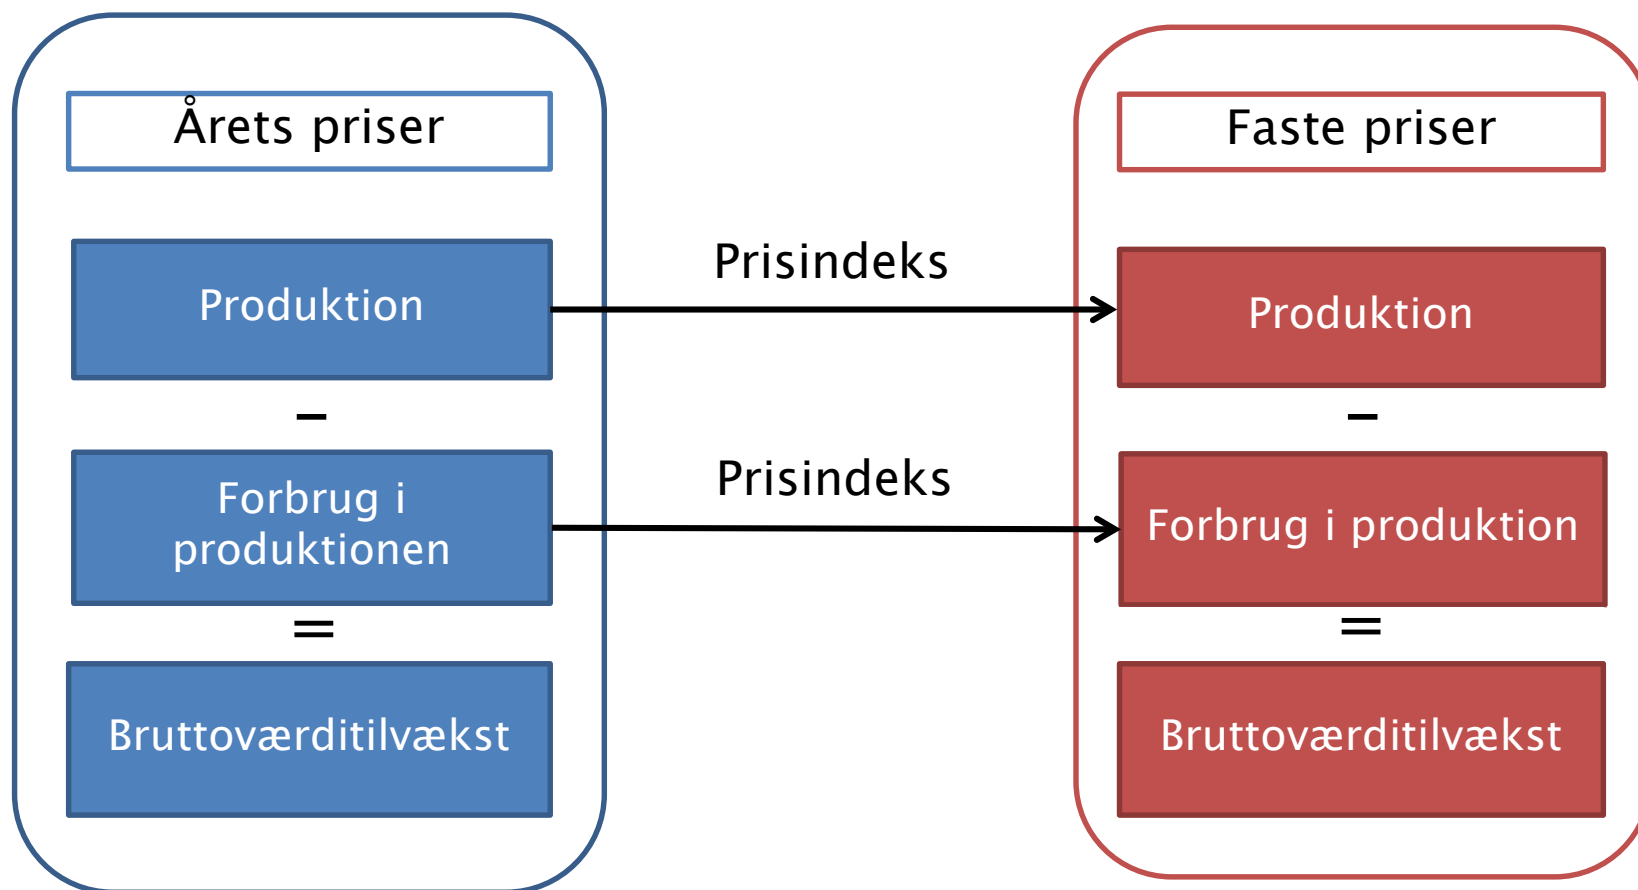 Årets priser
Faste priser
Produktion
Prisindeks
Produktion
–
–
Forbrug i
produktionen
Prisindeks
Forbrug i produktion
=
=
Bruttoværditilvækst
Bruttoværditilvækst